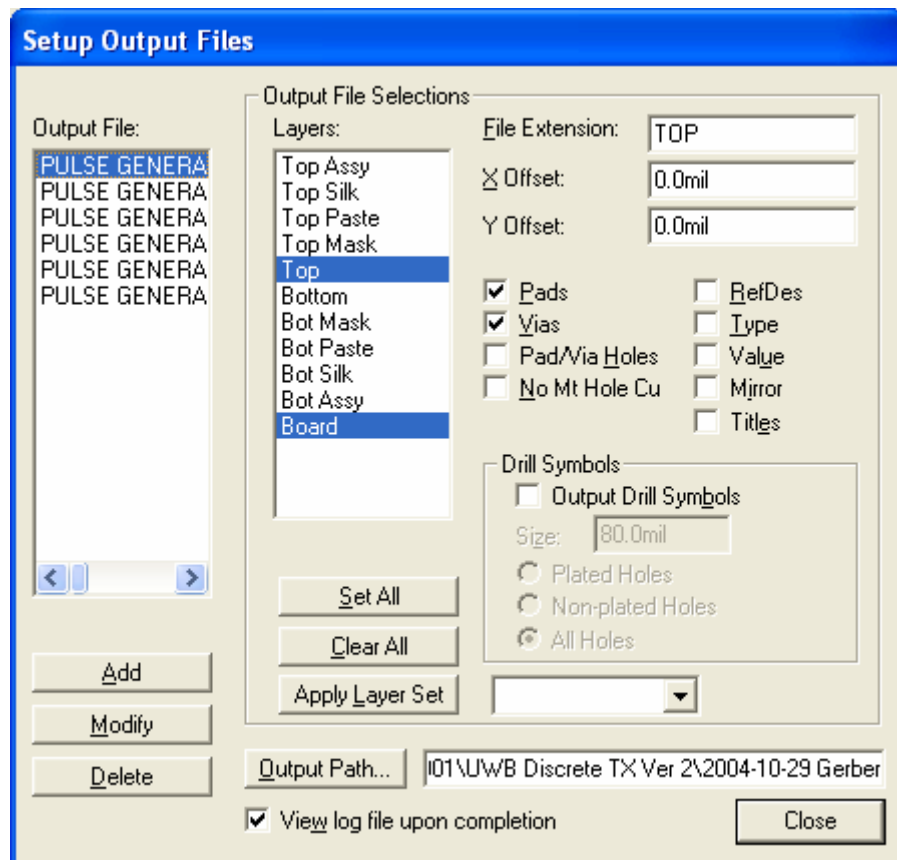 Setup Output Files
Output File Selections
Output File:
PULSE GENERA
PULSE GENERA
PULSE GENERA
PULSE GENERA
PULSE GENERA
PULSE GENERA
Add
Modify
Delete
Layers:
Top Assy
Top Silk
Top Paste
Top Mask
Top
Bottom
Bot Mask
Bot Paste
Bot Silk
Bot Assy
Board
Set All
Clear All
Apply Layer Set
File Extension: TOP
X Offset: 0.0mil
Y Offset: 0.0mil
Pads
Vias
Pad/Via Holes
No Mt Hole Cu
RefDes
Type
Value
Mirror
Titles
Drill Symbols
Output Drill Symbols
Size: 80.0mil
Plated Holes
Non-plated Holes
All Holes
Output Path... I01\UWB Discrete TX Ver 2\2004-10-29 Gerber
View log file upon completion
Close